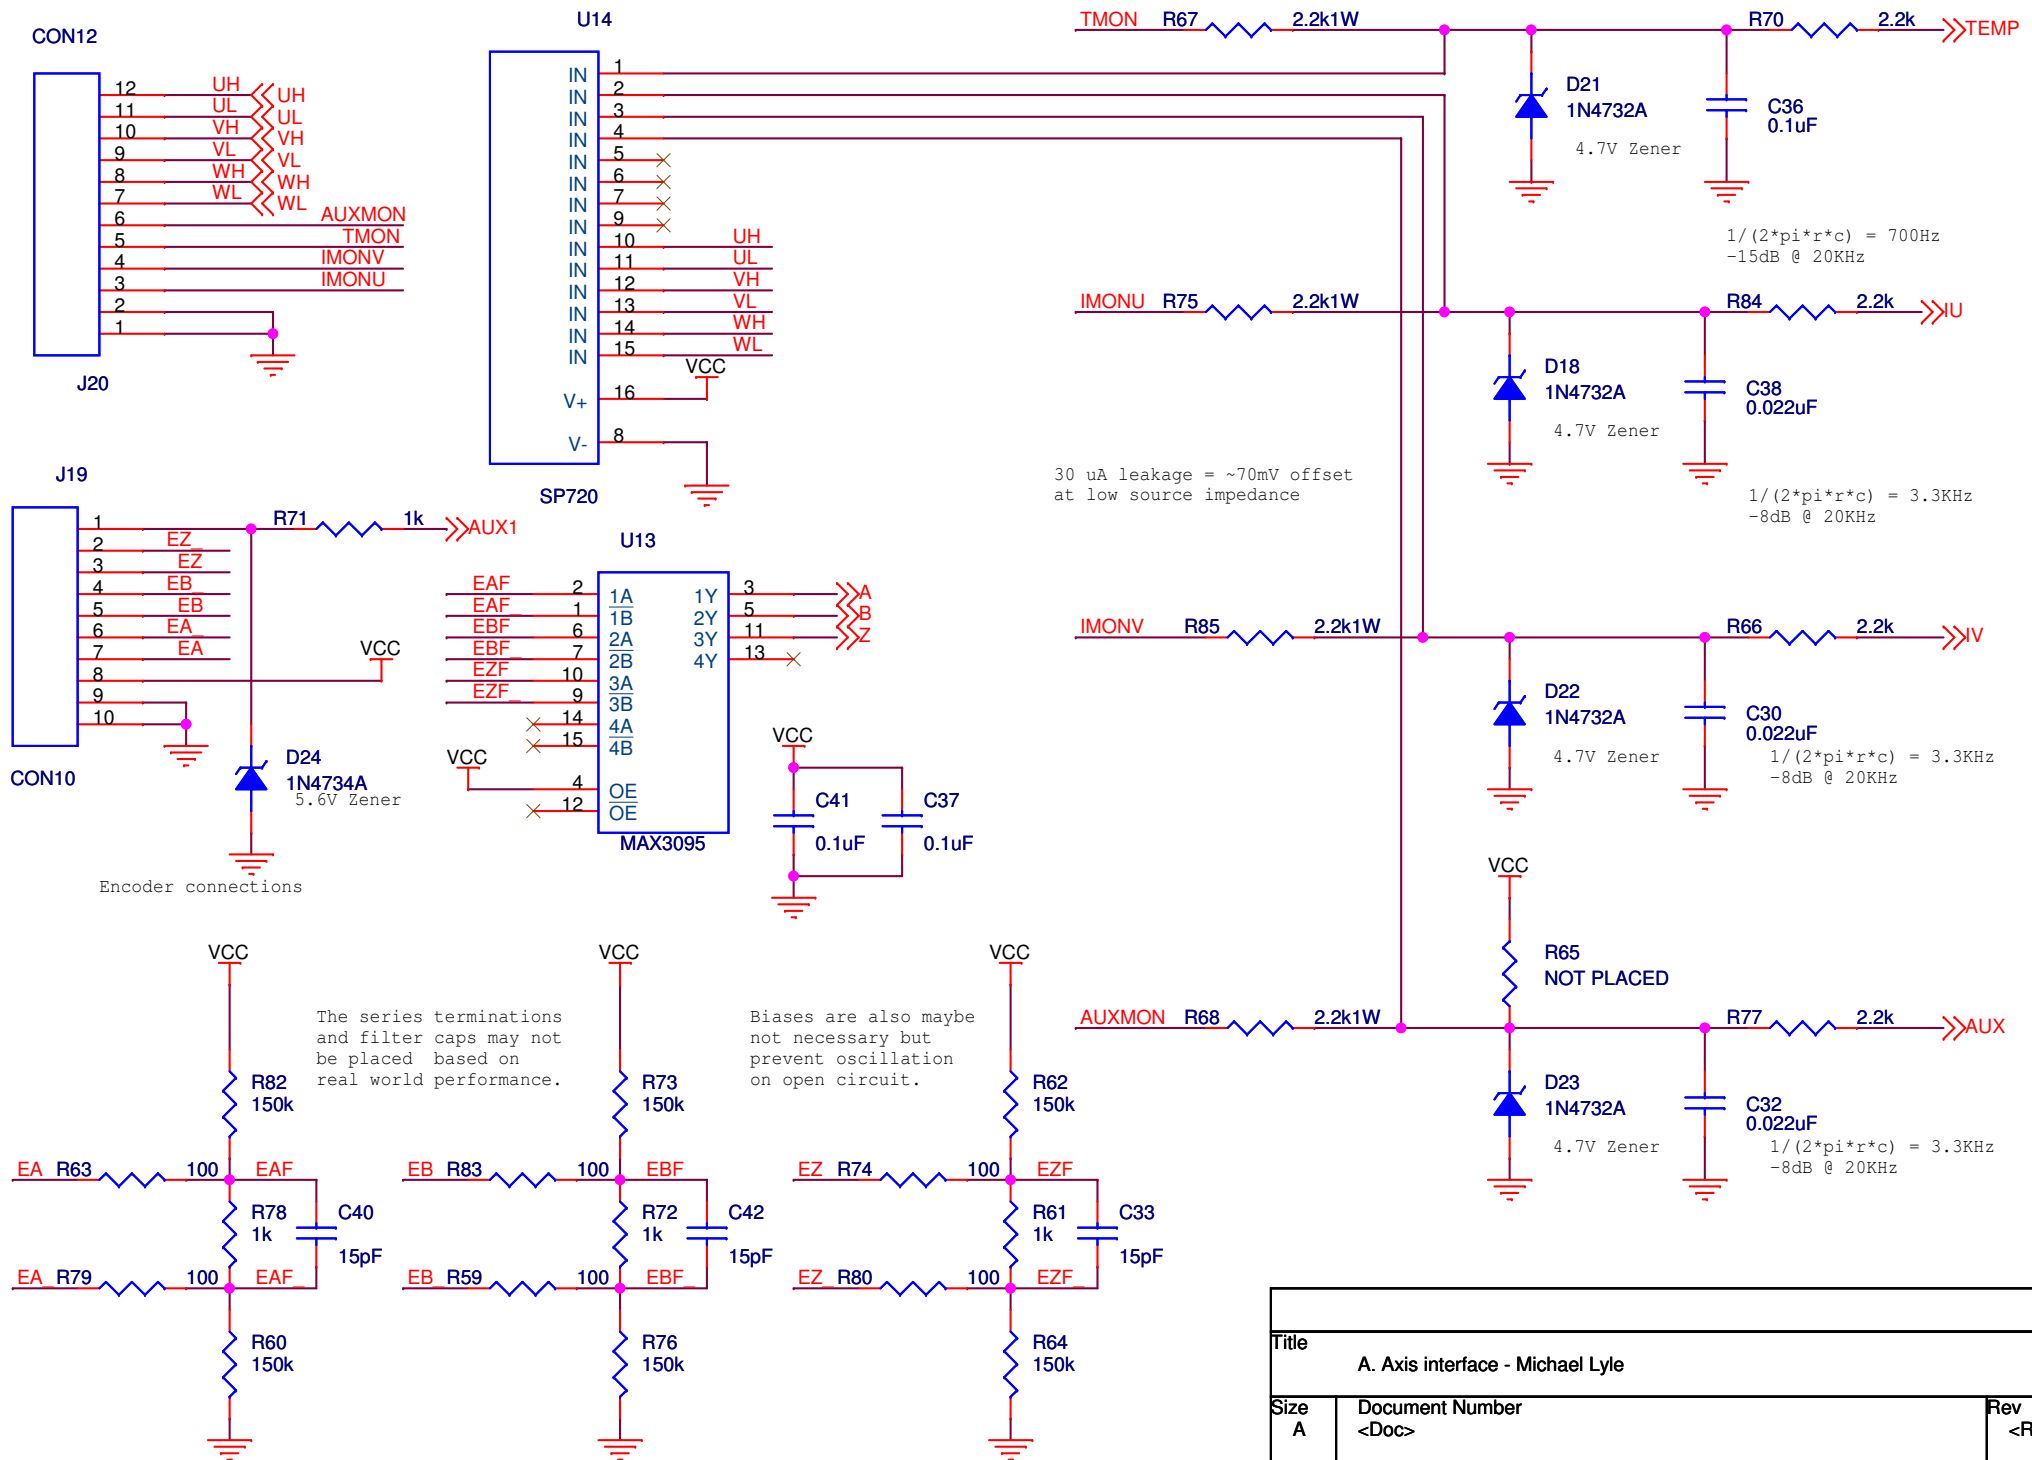 CON12
12 UH UH
11 UL UL
10 VH VH
9 VL VL
8 WH WH
7 WL WL
6 AUXMON
5 TMON
4 IMONV
3 IMONU
2
1
J20
U14
IN 1
IN 2
IN 3
IN 4
IN 5
IN 6
IN 7
IN 9
IN 10 UH
IN 11 UL
IN 12 VH
IN 13 VL
IN 14 WH
IN 15 WL
VCC
V+ 16
V- 8
SP720
TMON R67 2.2k1W R70 2.2k TEMP
D21
1N4732A
4.7V Zener
C36
0.1uF
1/(2*pi*r*c) = 700Hz
-15dB @ 20KHz
IMONU R75 2.2k1W R84 2.2k IU
D18
1N4732A
4.7V Zener
C38
0.022uF
1/(2*pi*r*c) = 3.3KHz
-8dB @ 20KHz
30 uA leakage = ~70mV offset
at low source impedance
IMONV R85 2.2k1W R66 2.2k IV
D22
1N4732A
4.7V Zener
C30
0.022uF
1/(2*pi*r*c) = 3.3KHz
-8dB @ 20KHz
VCC
R65
NOT PLACED
AUXMON R68 2.2k1W R77 2.2k AUX
D23
1N4732A
4.7V Zener
C32
0.022uF
1/(2*pi*r*c) = 3.3KHz
-8dB @ 20KHz
J19
1 R71 1k AUX1
2 EZ_
3 EZ
4 EB_
5 EB
6 EA_
7 EA
8 VCC
9
10
CON10
D24
1N4734A
5.6V Zener
Encoder connections
U13
EAF 2 1A 1Y 3 A
EAF_ 1 1B 2Y 5 B
EBF 6 2A 3Y 11 Z
EBF_ 7 2B 4Y 13
EZF 10 3A
EZF_ 9 3B
14 4A
15 4B
VCC 4 OE
12 OE
MAX3095
VCC
C41
0.1uF
C37
0.1uF
VCC
R82
150k
The series terminations
and filter caps may not
be placed  based on
real world performance.
EA R63 100 EAF
R78
1k
C40
15pF
EA_ R79 100 EAF_
R60
150k
VCC
R73
150k
Biases are also maybe
not necessary but
prevent oscillation
on open circuit.
EB R83 100 EBF
R72
1k
C42
15pF
EB_ R59 100 EBF_
R76
150k
VCC
R62
150k
EZ R74 100 EZF
R61
1k
C33
15pF
EZ_ R80 100 EZF_
R64
150k
Title
A. Axis interface - Michael Lyle
Size
A
Document Number
<Doc>
Rev
<R